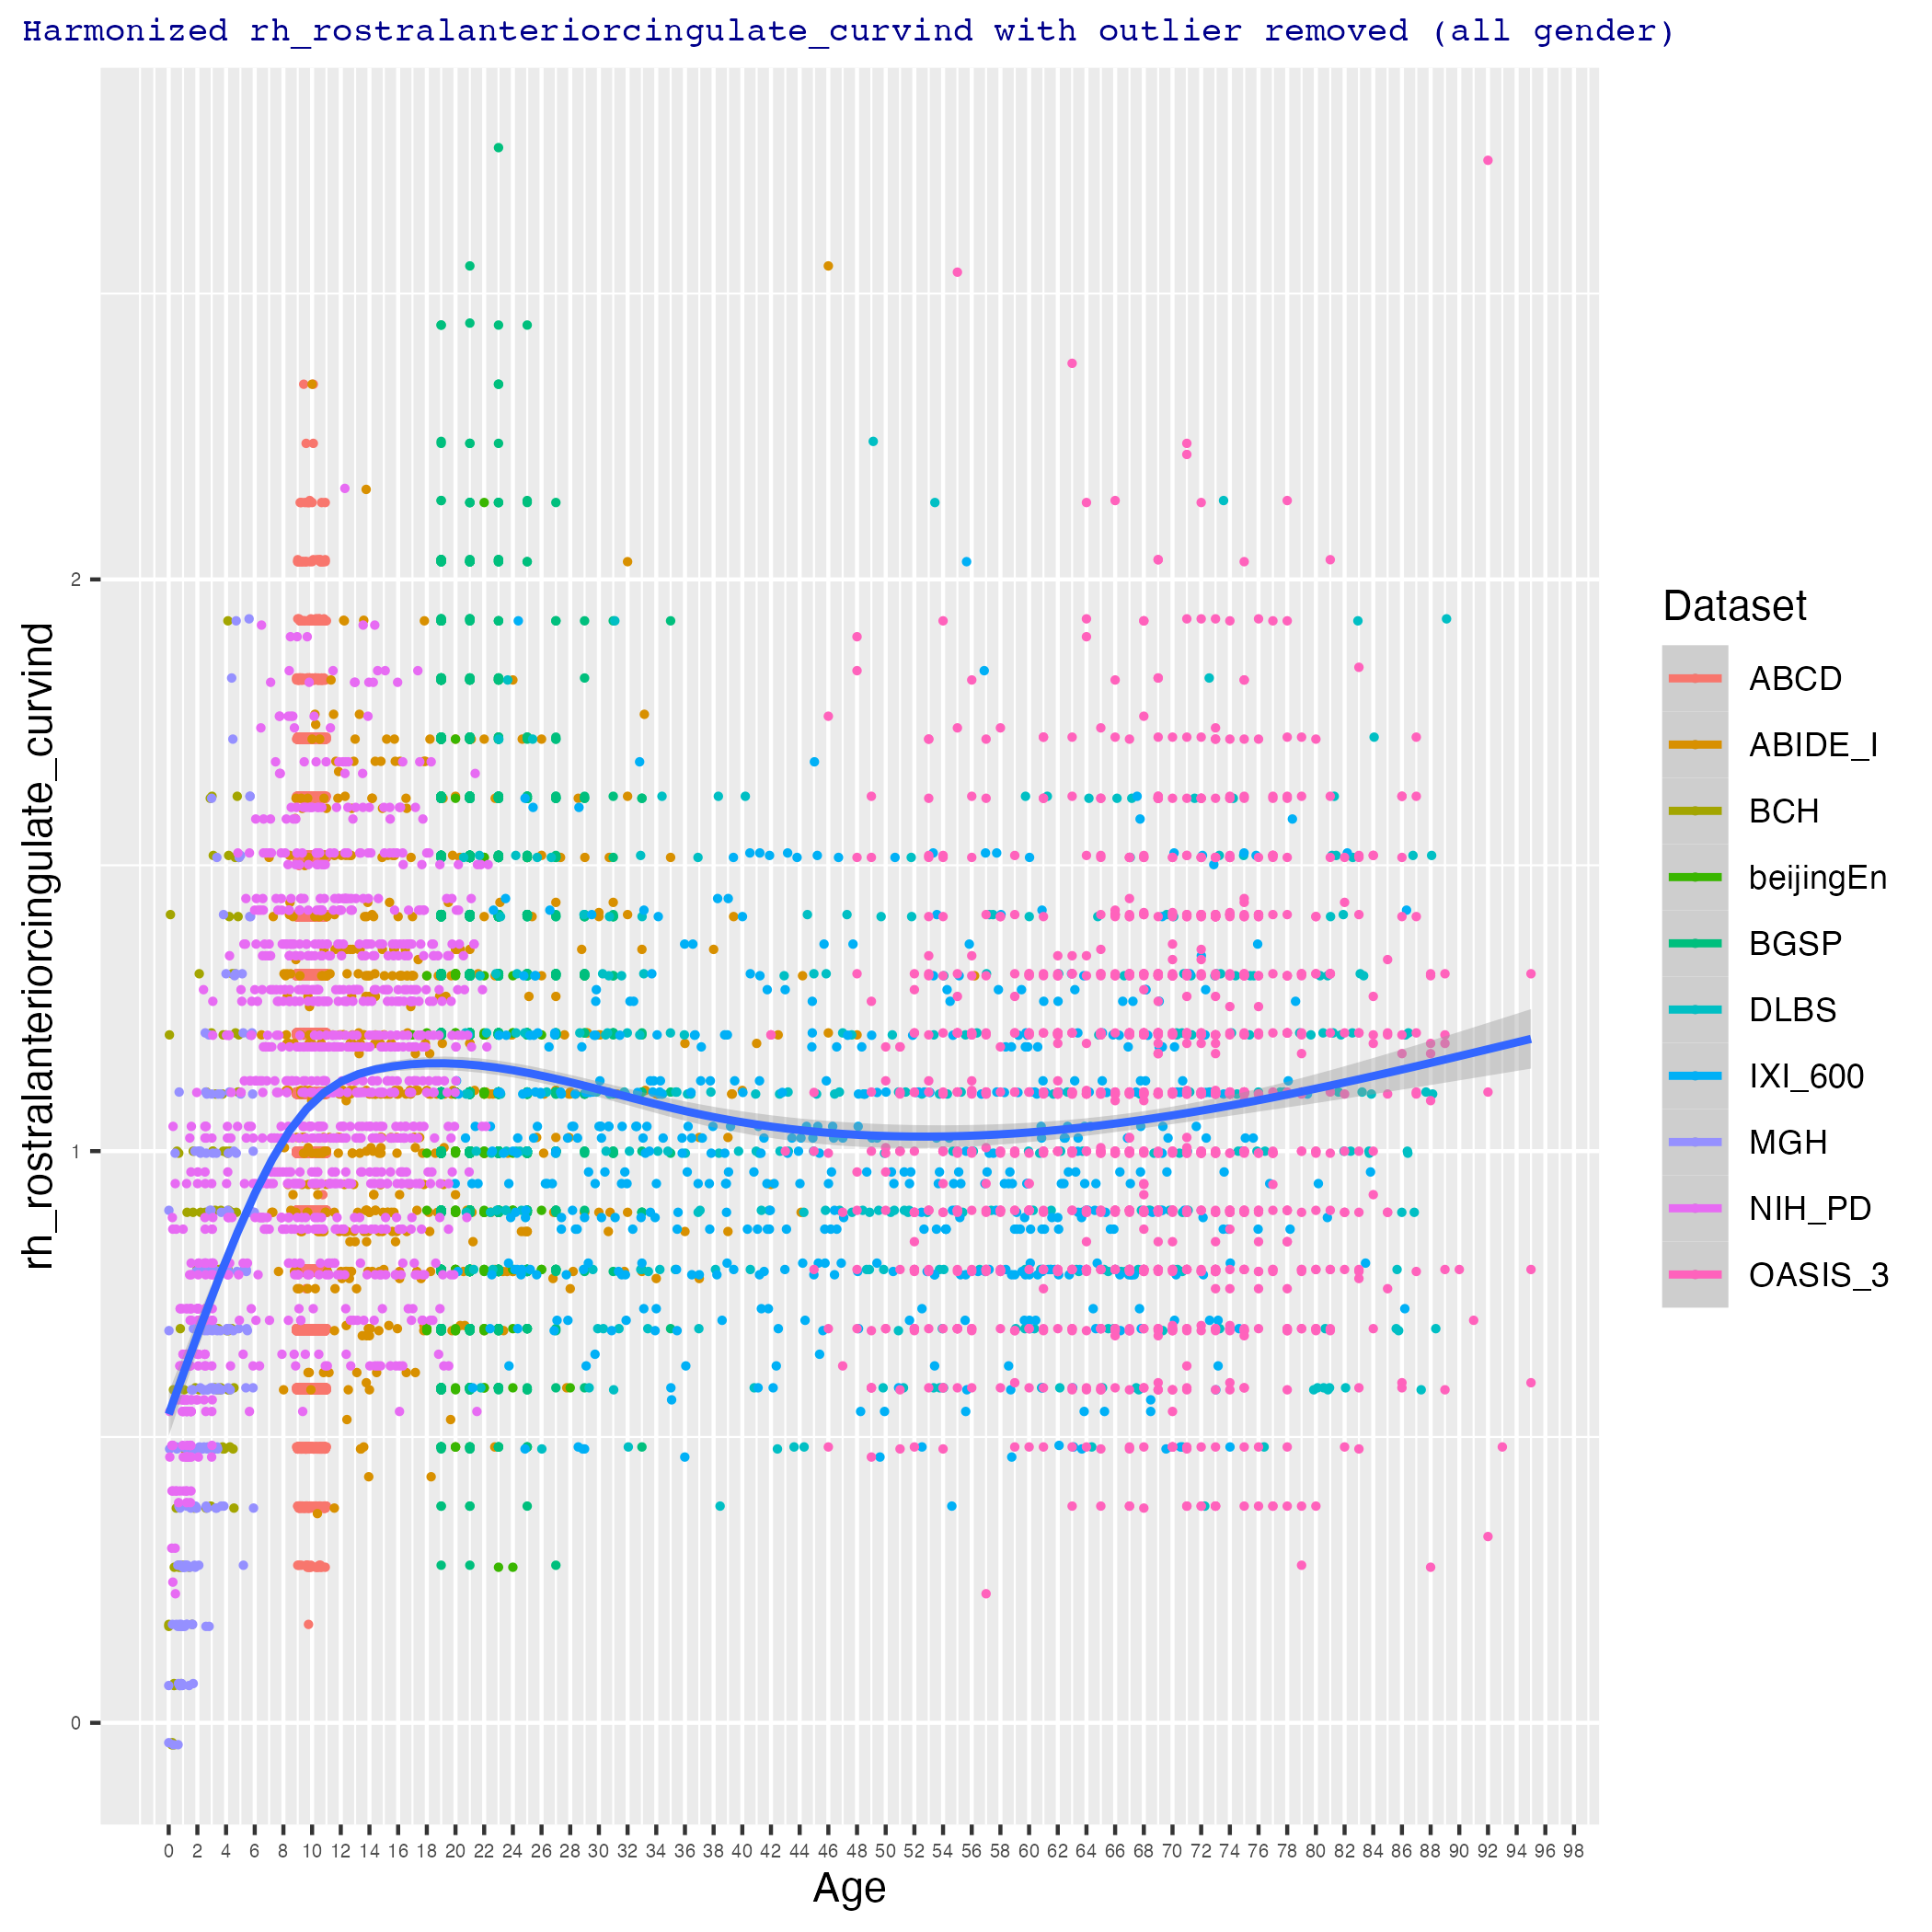 Harmonized rh_rostralanteriorcingulate_curvind with outlier removed (all gender)
rh_rostralanteriorcingulate_curvind
2
1
0
0 2 4 6 8 10 12 14 16 18 20 22 24 26 28 30 32 34 36 38 40 42 44 46 48 50 52 54 56 58 60 62 64 66 68 70 72 74 76 78 80 82 84 86 88 90 92 94 96 98
Age
Dataset
ABCD
ABIDE_I
BCH
beijingEn
BGSP
DLBS
IXI_600
MGH
NIH_PD
OASIS_3